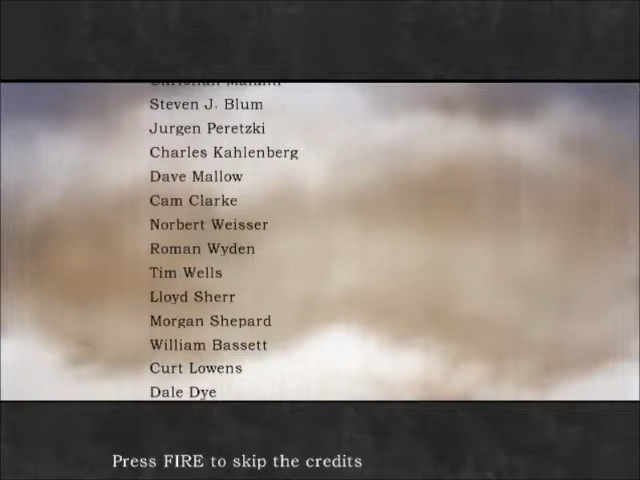 Steven J. Blum
Jurgen Peretzki
Charles Kahlenberg
Dave Mallow
Cam Clarke
Norbert Weisser
Roman Wyden
Tim Wells
Lloyd Sherr
Morgan Shepard
William Bassett
Curt Lowens
Dale Dye
Press FIRE to skip the credits